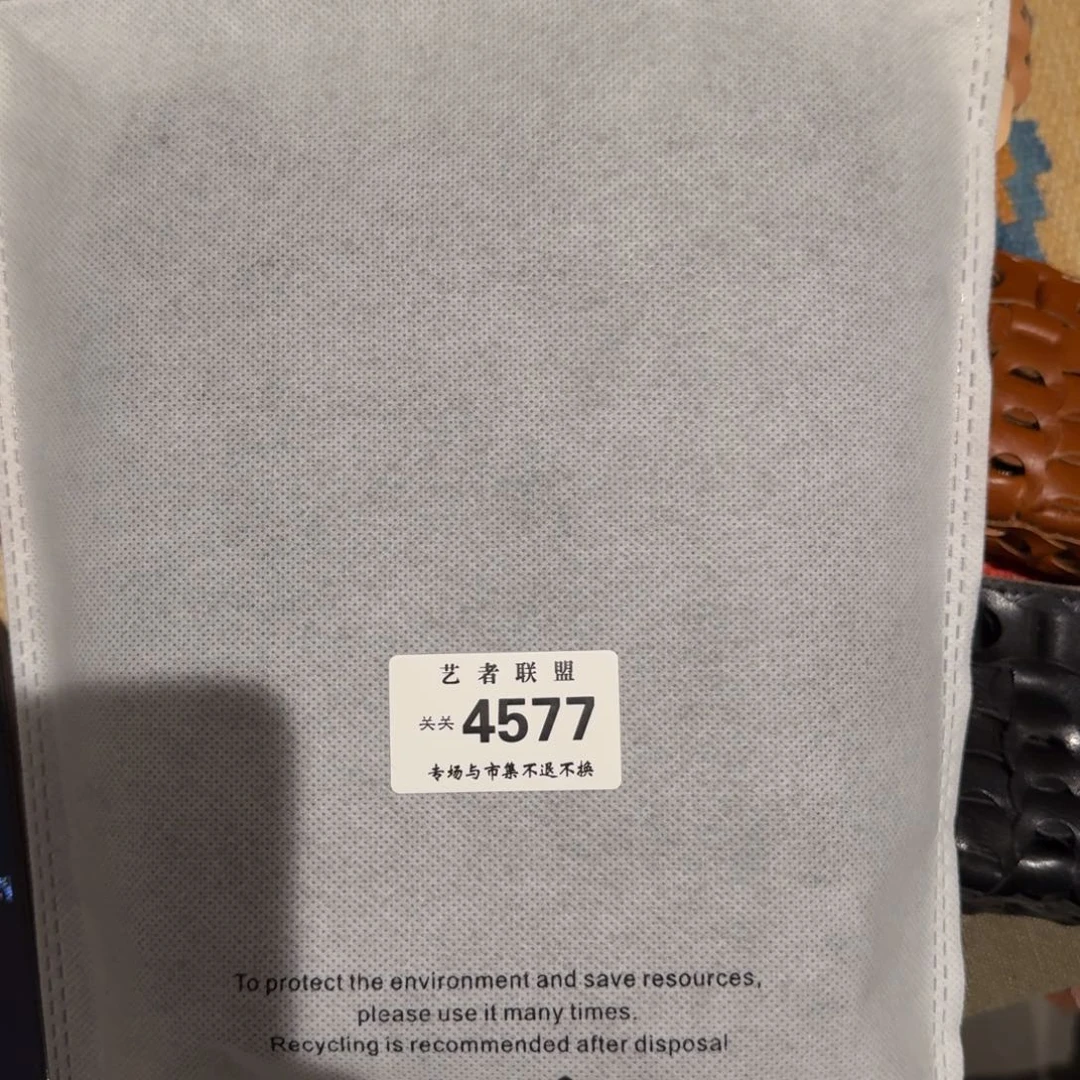 艺者联盟
关关 4577
专场与市集不退不换
To protect the environment and save resources,
please use it many times.
Recycling is recommended after disposal